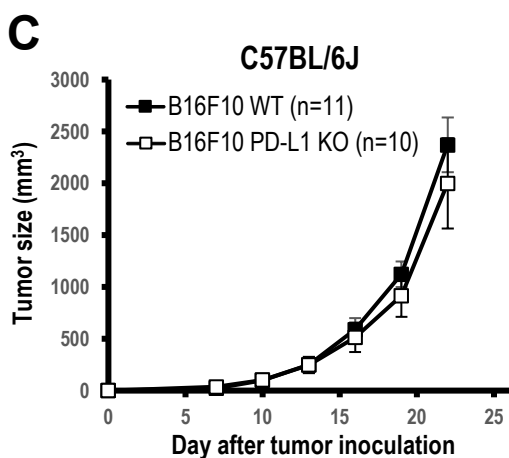 C
C57BL/6J
B16F10 WT (n=11)
B16F10 PD-L1 KO (n=10)
Tumor size (mm³)
3000
2500
2000
1500
1000
500
0
0 5 10 15 20 25
Day after tumor inoculation